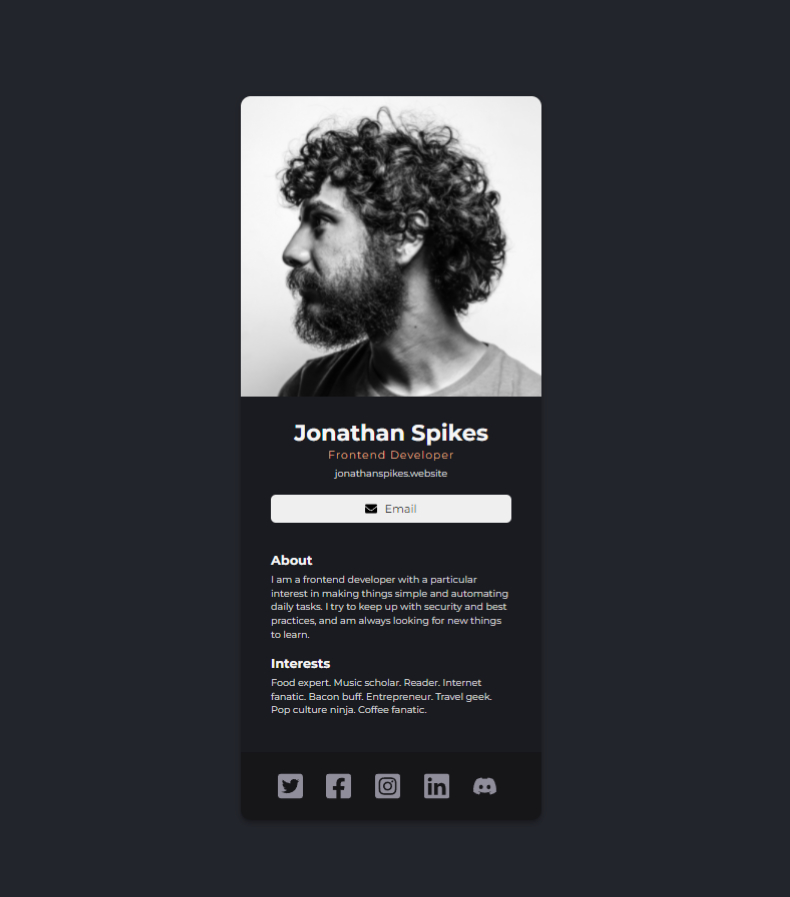 Jonathan Spikes
Frontend Developer
jonathanspikes.website
Email
About
I am a frontend developer with a particular
interest in making things simple and automating
daily tasks. I try to keep up with security and best
practices, and am always looking for new things
to learn.
Interests
Food expert. Music scholar. Reader. Internet
fanatic. Bacon buff. Entrepreneur. Travel geek.
Pop culture ninja. Coffee fanatic.
in